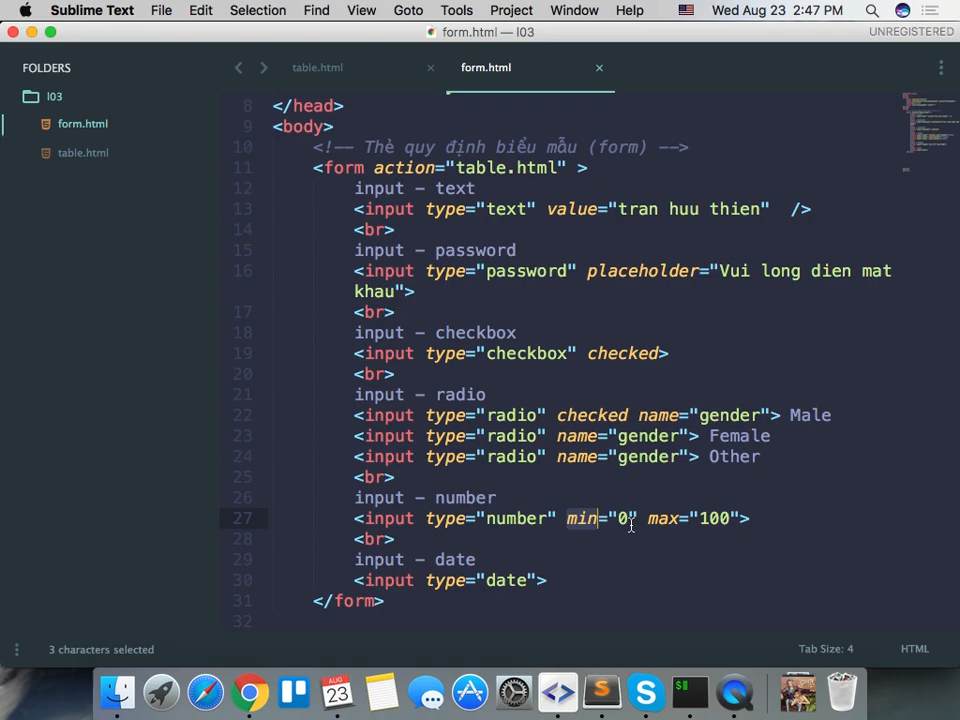 Sublime Text File Edit Selection Find View Goto Tools Project Window Help Wed Aug 23 2:47 PM
form.html — l03 UNREGISTERED
FOLDERS
l03
form.html
table.html
table.html × form.html ×
8 </head>
9 <body>
10 <!-- Thẻ quy định biểu mẫu (form) -->
11 <form action="table.html" >
12 input - text
13 <input type="text" value="tran huu thien" />
14 <br>
15 input - password
16 <input type="password" placeholder="Vui long dien mat
khau">
17 <br>
18 input - checkbox
19 <input type="checkbox" checked>
20 <br>
21 input - radio
22 <input type="radio" checked name="gender"> Male
23 <input type="radio" name="gender"> Female
24 <input type="radio" name="gender"> Other
25 <br>
26 input - number
27 <input type="number" min="0" max="100">
28 <br>
29 input - date
30 <input type="date">
31 </form>
32
3 characters selected Tab Size: 4 HTML
AUG
23